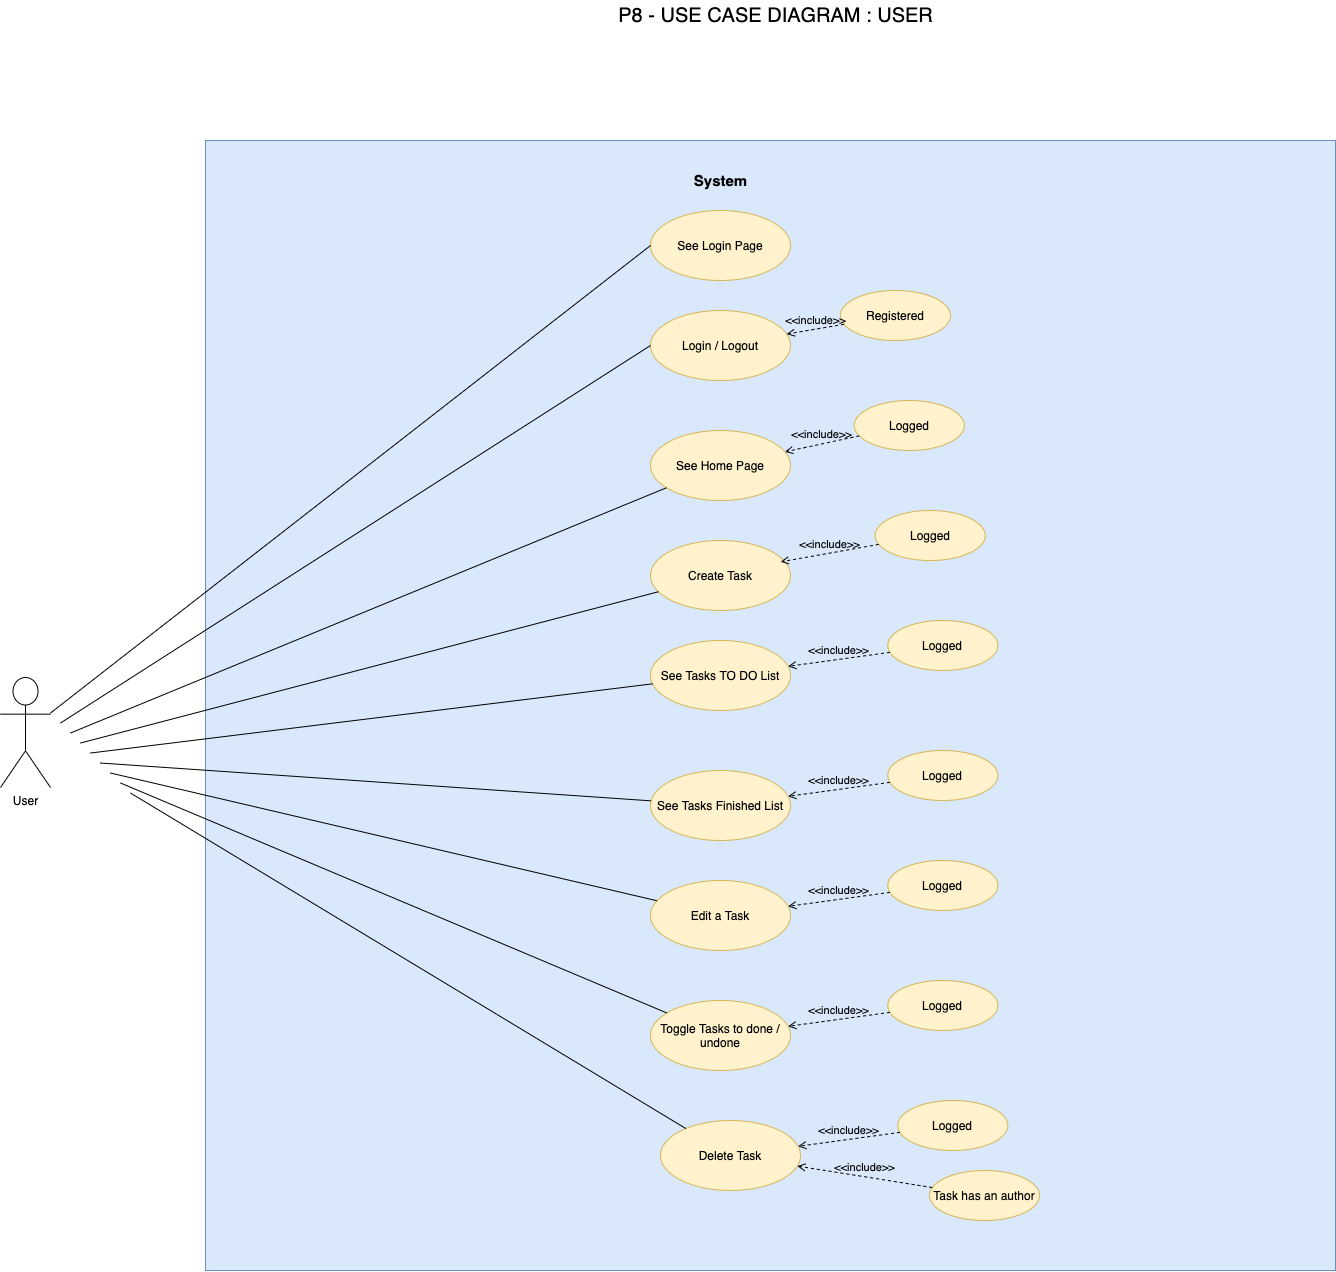 P8 - USE CASE DIAGRAM : USER
System
See Login Page
Registered
<<include>>
Login / Logout
Logged
<<include>>
See Home Page
Logged
<<include>>
Create Task
Logged
<<include>>
See Tasks TO DO List
User
Logged
<<include>>
See Tasks Finished List
Logged
<<include>>
Edit a Task
Logged
<<include>>
Toggle Tasks to done /
undone
Logged
<<include>>
Delete Task
<<include>>
Task has an author